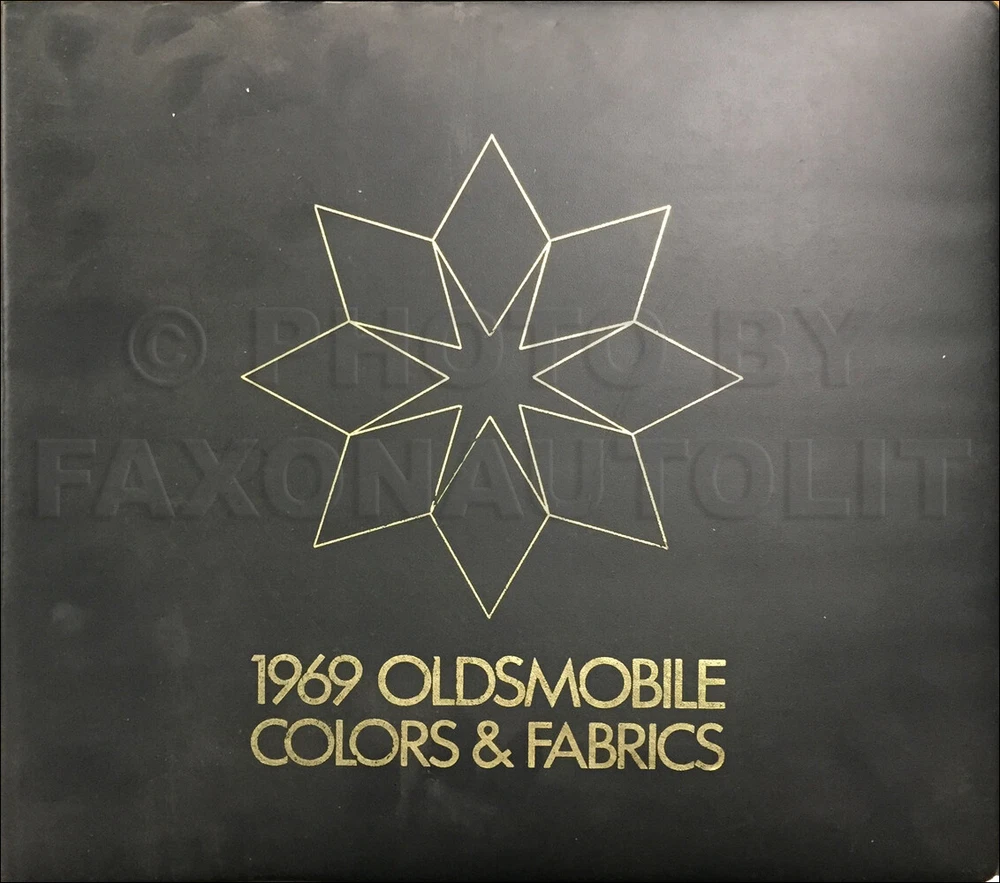 © PHOTO BY
FAXONAUTOLIT
1969 OLDSMOBILE
COLORS & FABRICS